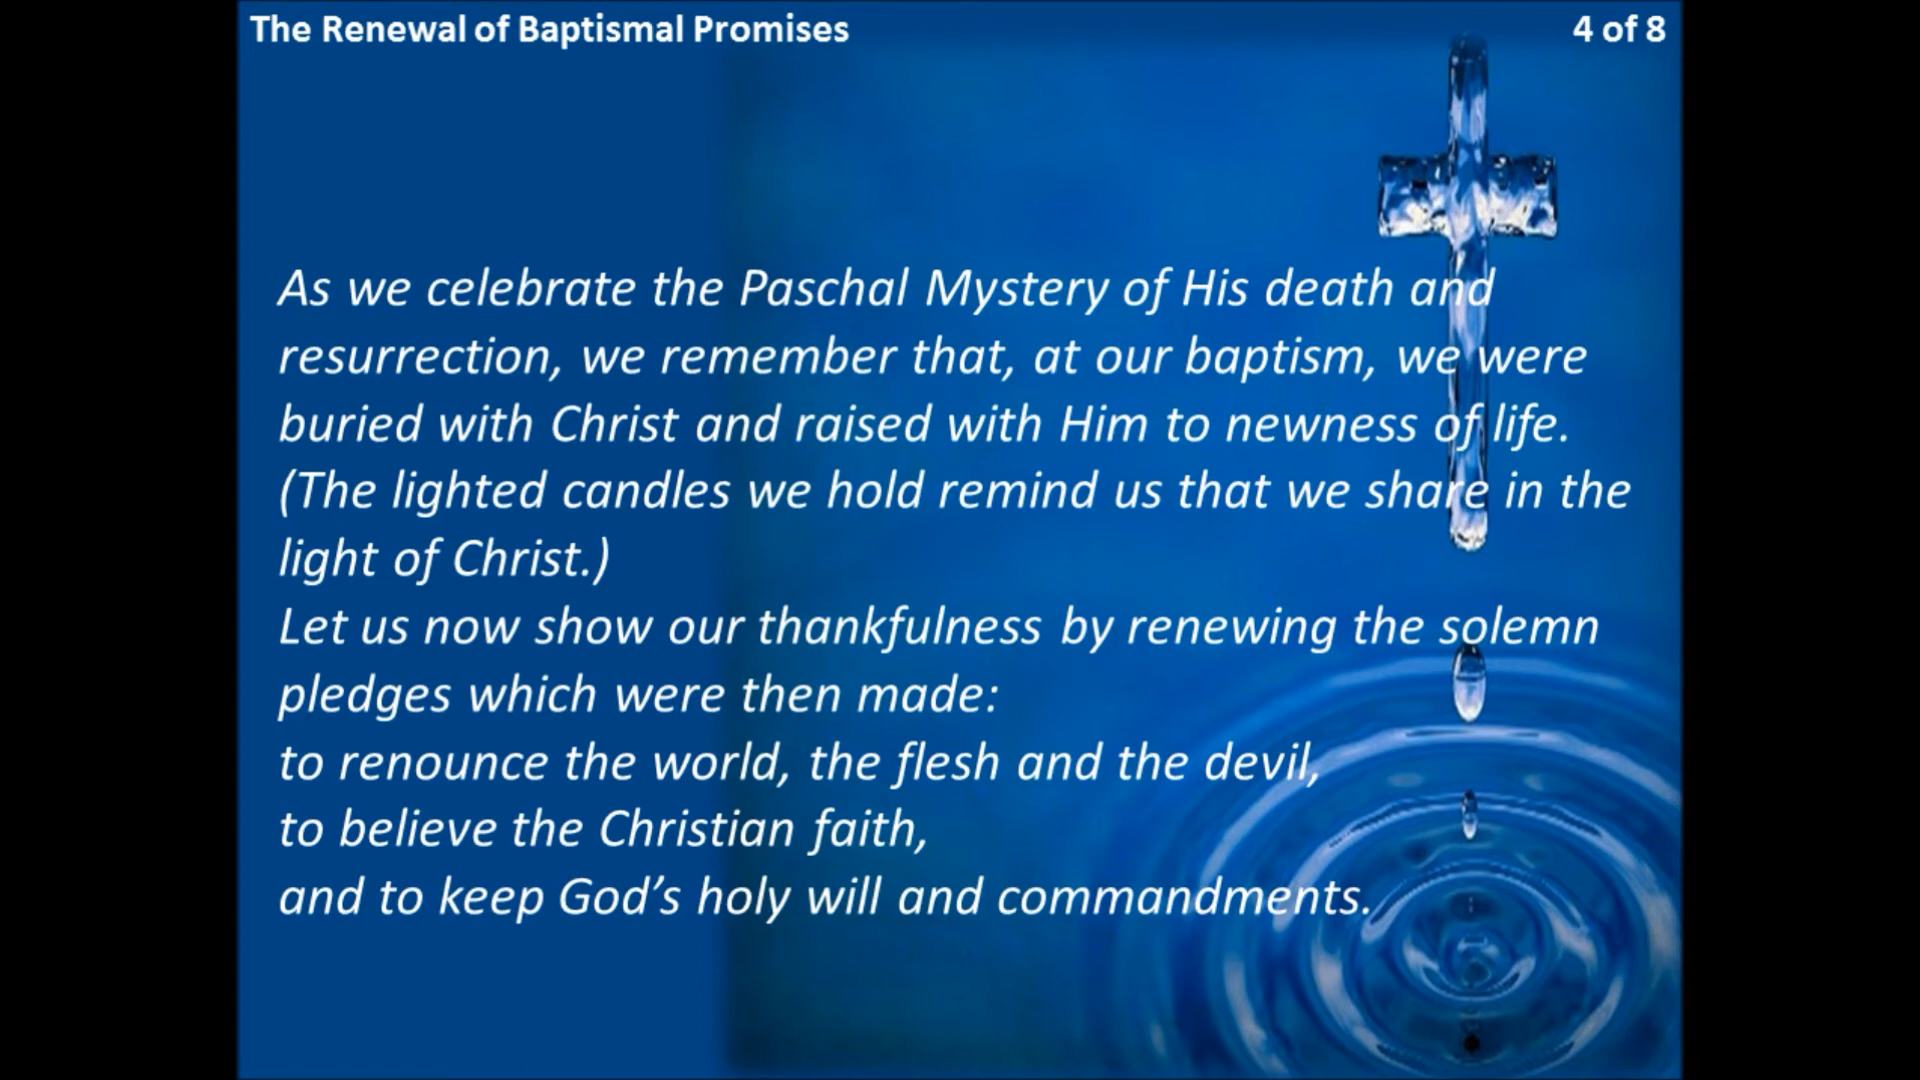 The Renewal of Baptismal Promises
4 of 8
As we celebrate the Paschal Mystery of His death and
resurrection, we remember that, at our baptism, we were
buried with Christ and raised with Him to newness of life.
(The lighted candles we hold remind us that we share in the
light of Christ.)
Let us now show our thankfulness by renewing the solemn
pledges which were then made:
to renounce the world, the flesh and the devil,
to believe the Christian faith,
and to keep God’s holy will and commandments.